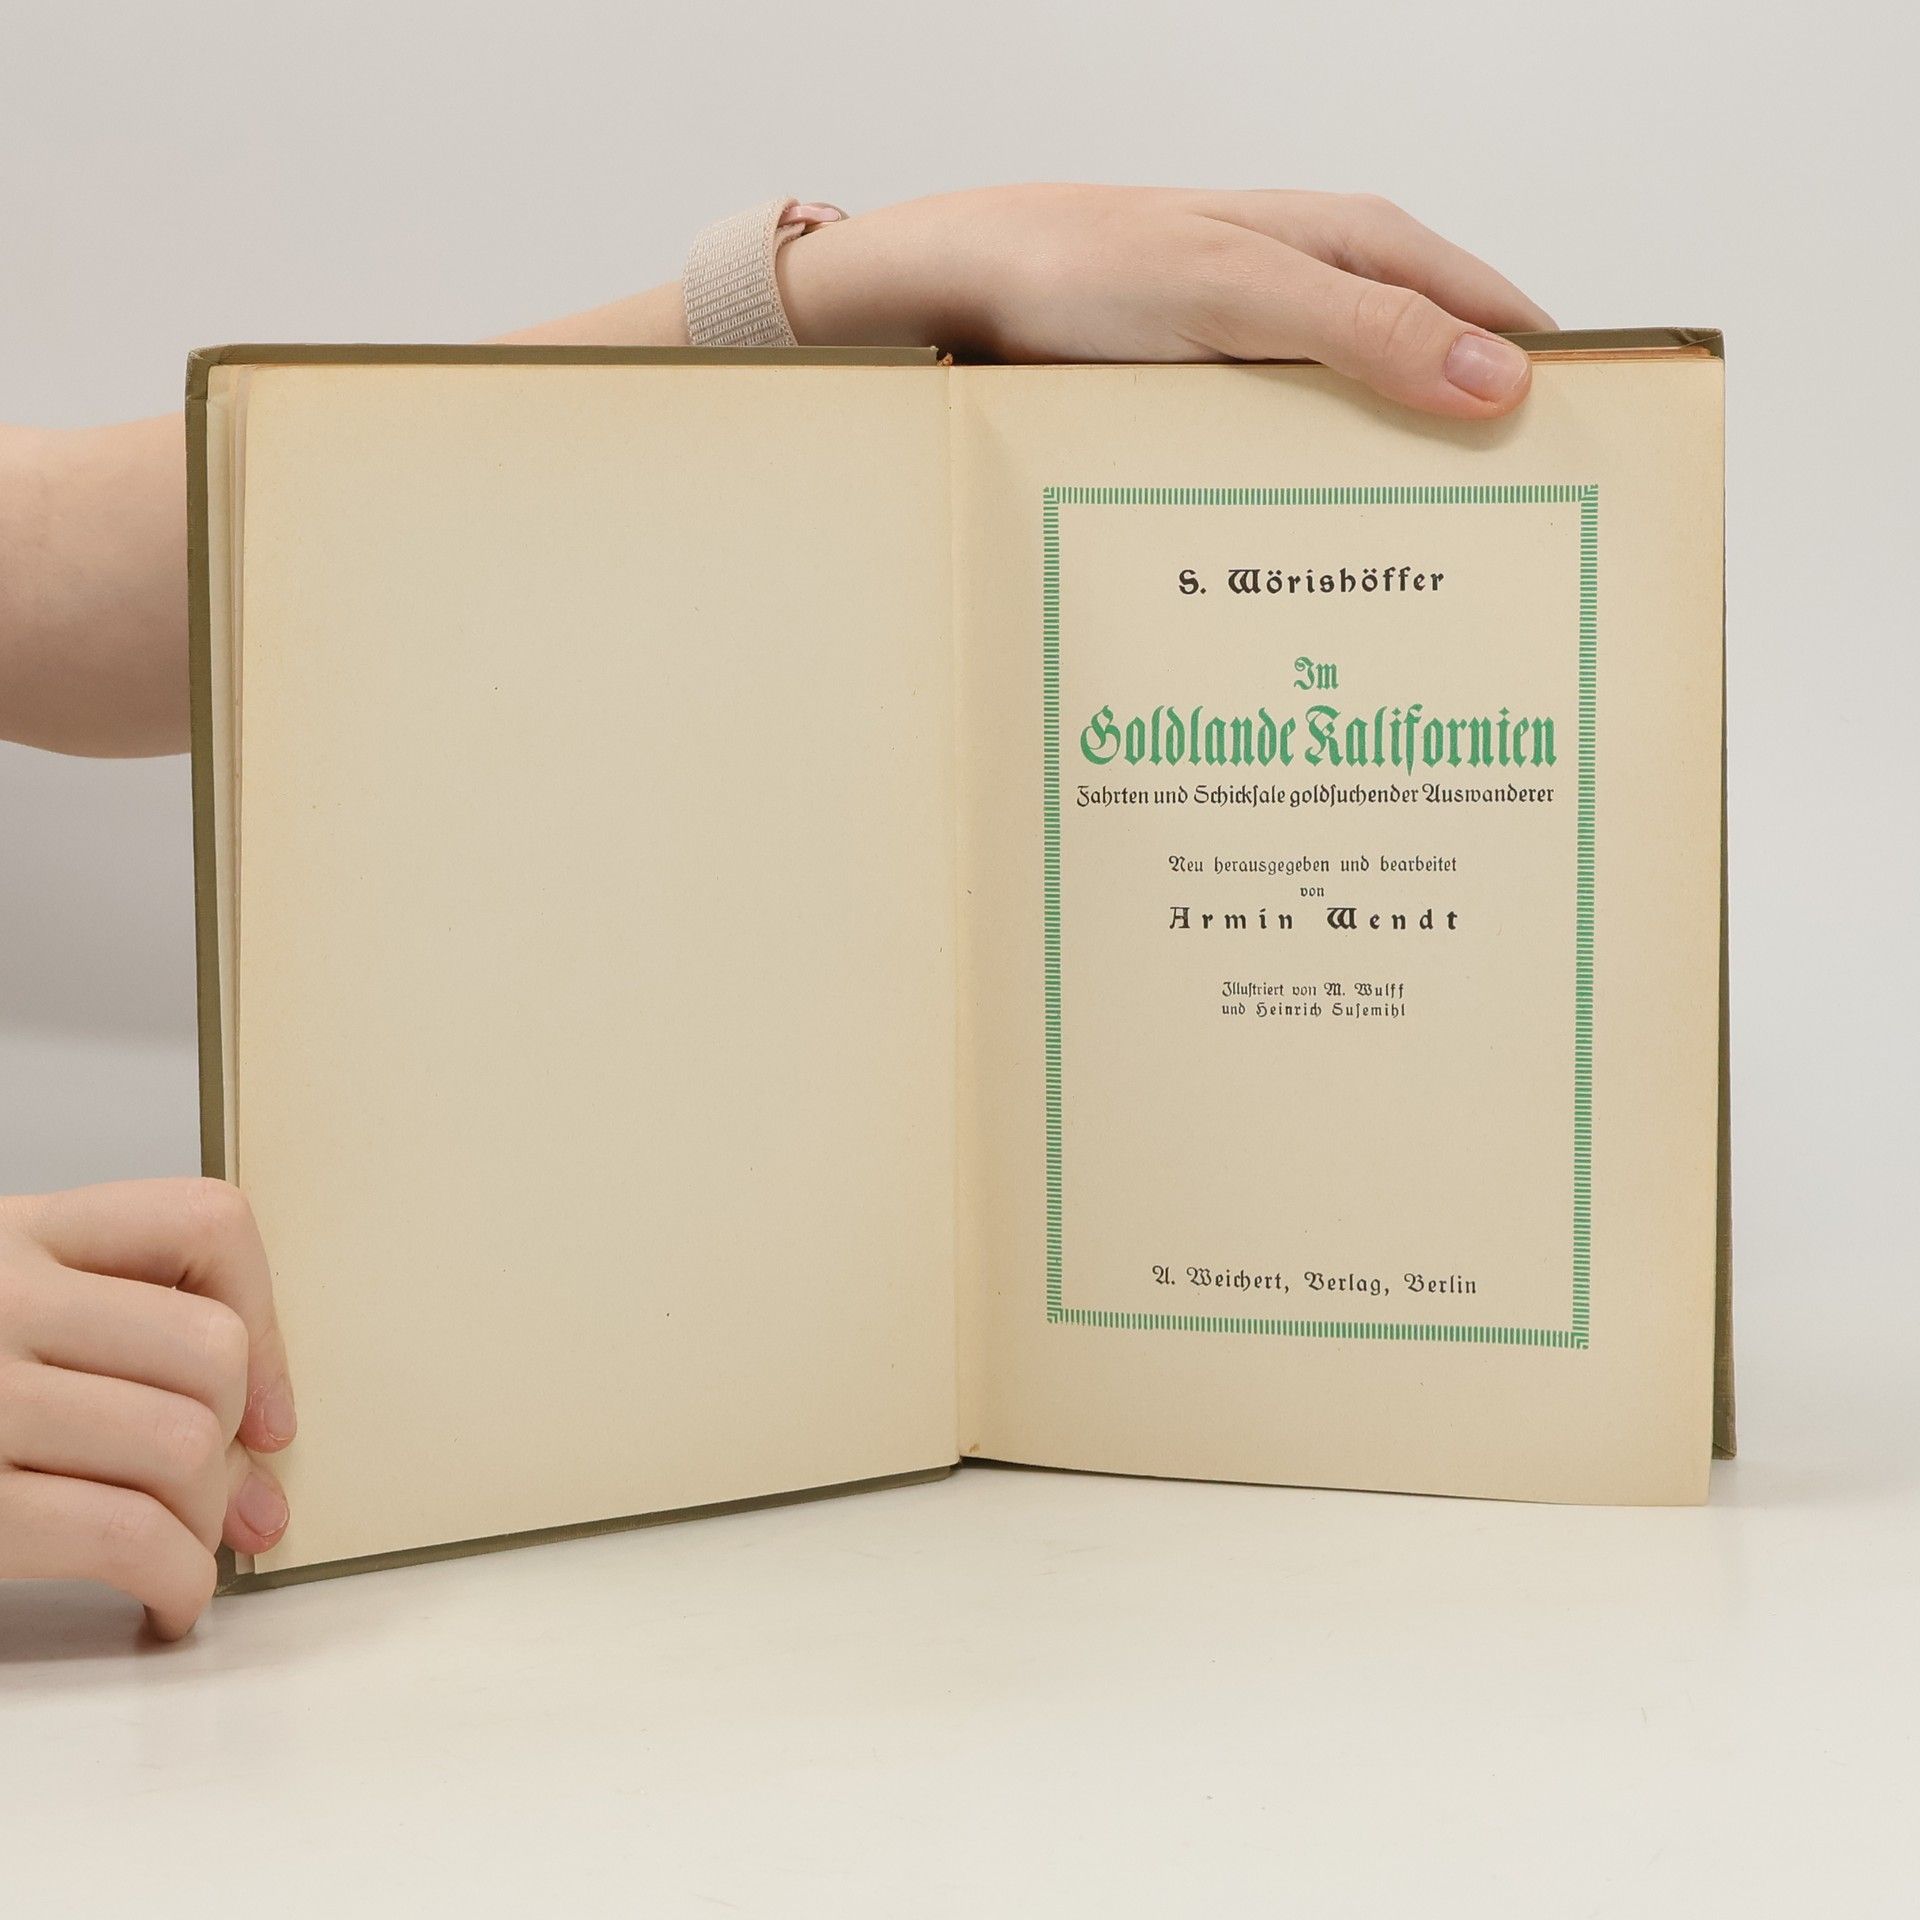 S. Wörishöffer
Im
Goldlande Kalifornien
Fahrten und Schickſale goldſuchender Auswanderer
Neu herausgegeben und bearbeitet
von
Armin Wendt
Illuſtriert von M. Wulff
und Heinrich Suſemihl
A. Weichert, Verlag, Berlin